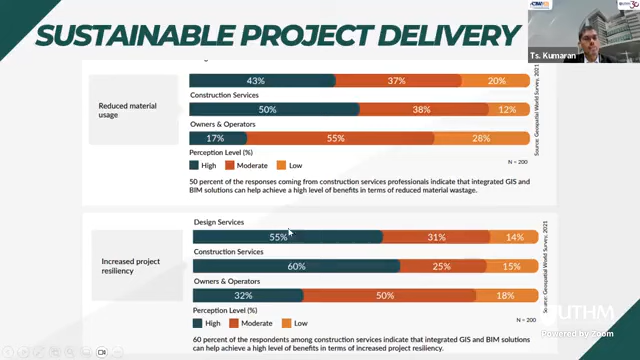 SUSTAINABLE PROJECT DELIVERY
Ts. Kumaran
Reduced material
usage
43% 37% 20%
Construction Services
50% 38% 12%
Owners & Operators
17% 55% 28%
Perception Level (%)
High Moderate Low
N = 200
Source: Geospatial World Survey, 2021
50 percent of the responses coming from construction services professionals indicate that integrated GIS and
BIM solutions can help achieve a high level of benefits in terms of reduced material wastage.
Increased project
resiliency
Design Services
55% 31% 14%
Construction Services
60% 25% 15%
Owners & Operators
32% 50% 18%
Perception Level (%)
High Moderate Low
N = 200
Source: Geospatial World Survey, 2021
60 percent of the respondents among construction services indicate that integrated GIS and BIM solutions
can help achieve a high level of benefits in terms of increased project resiliency.
UTHM
Powered by Zoom